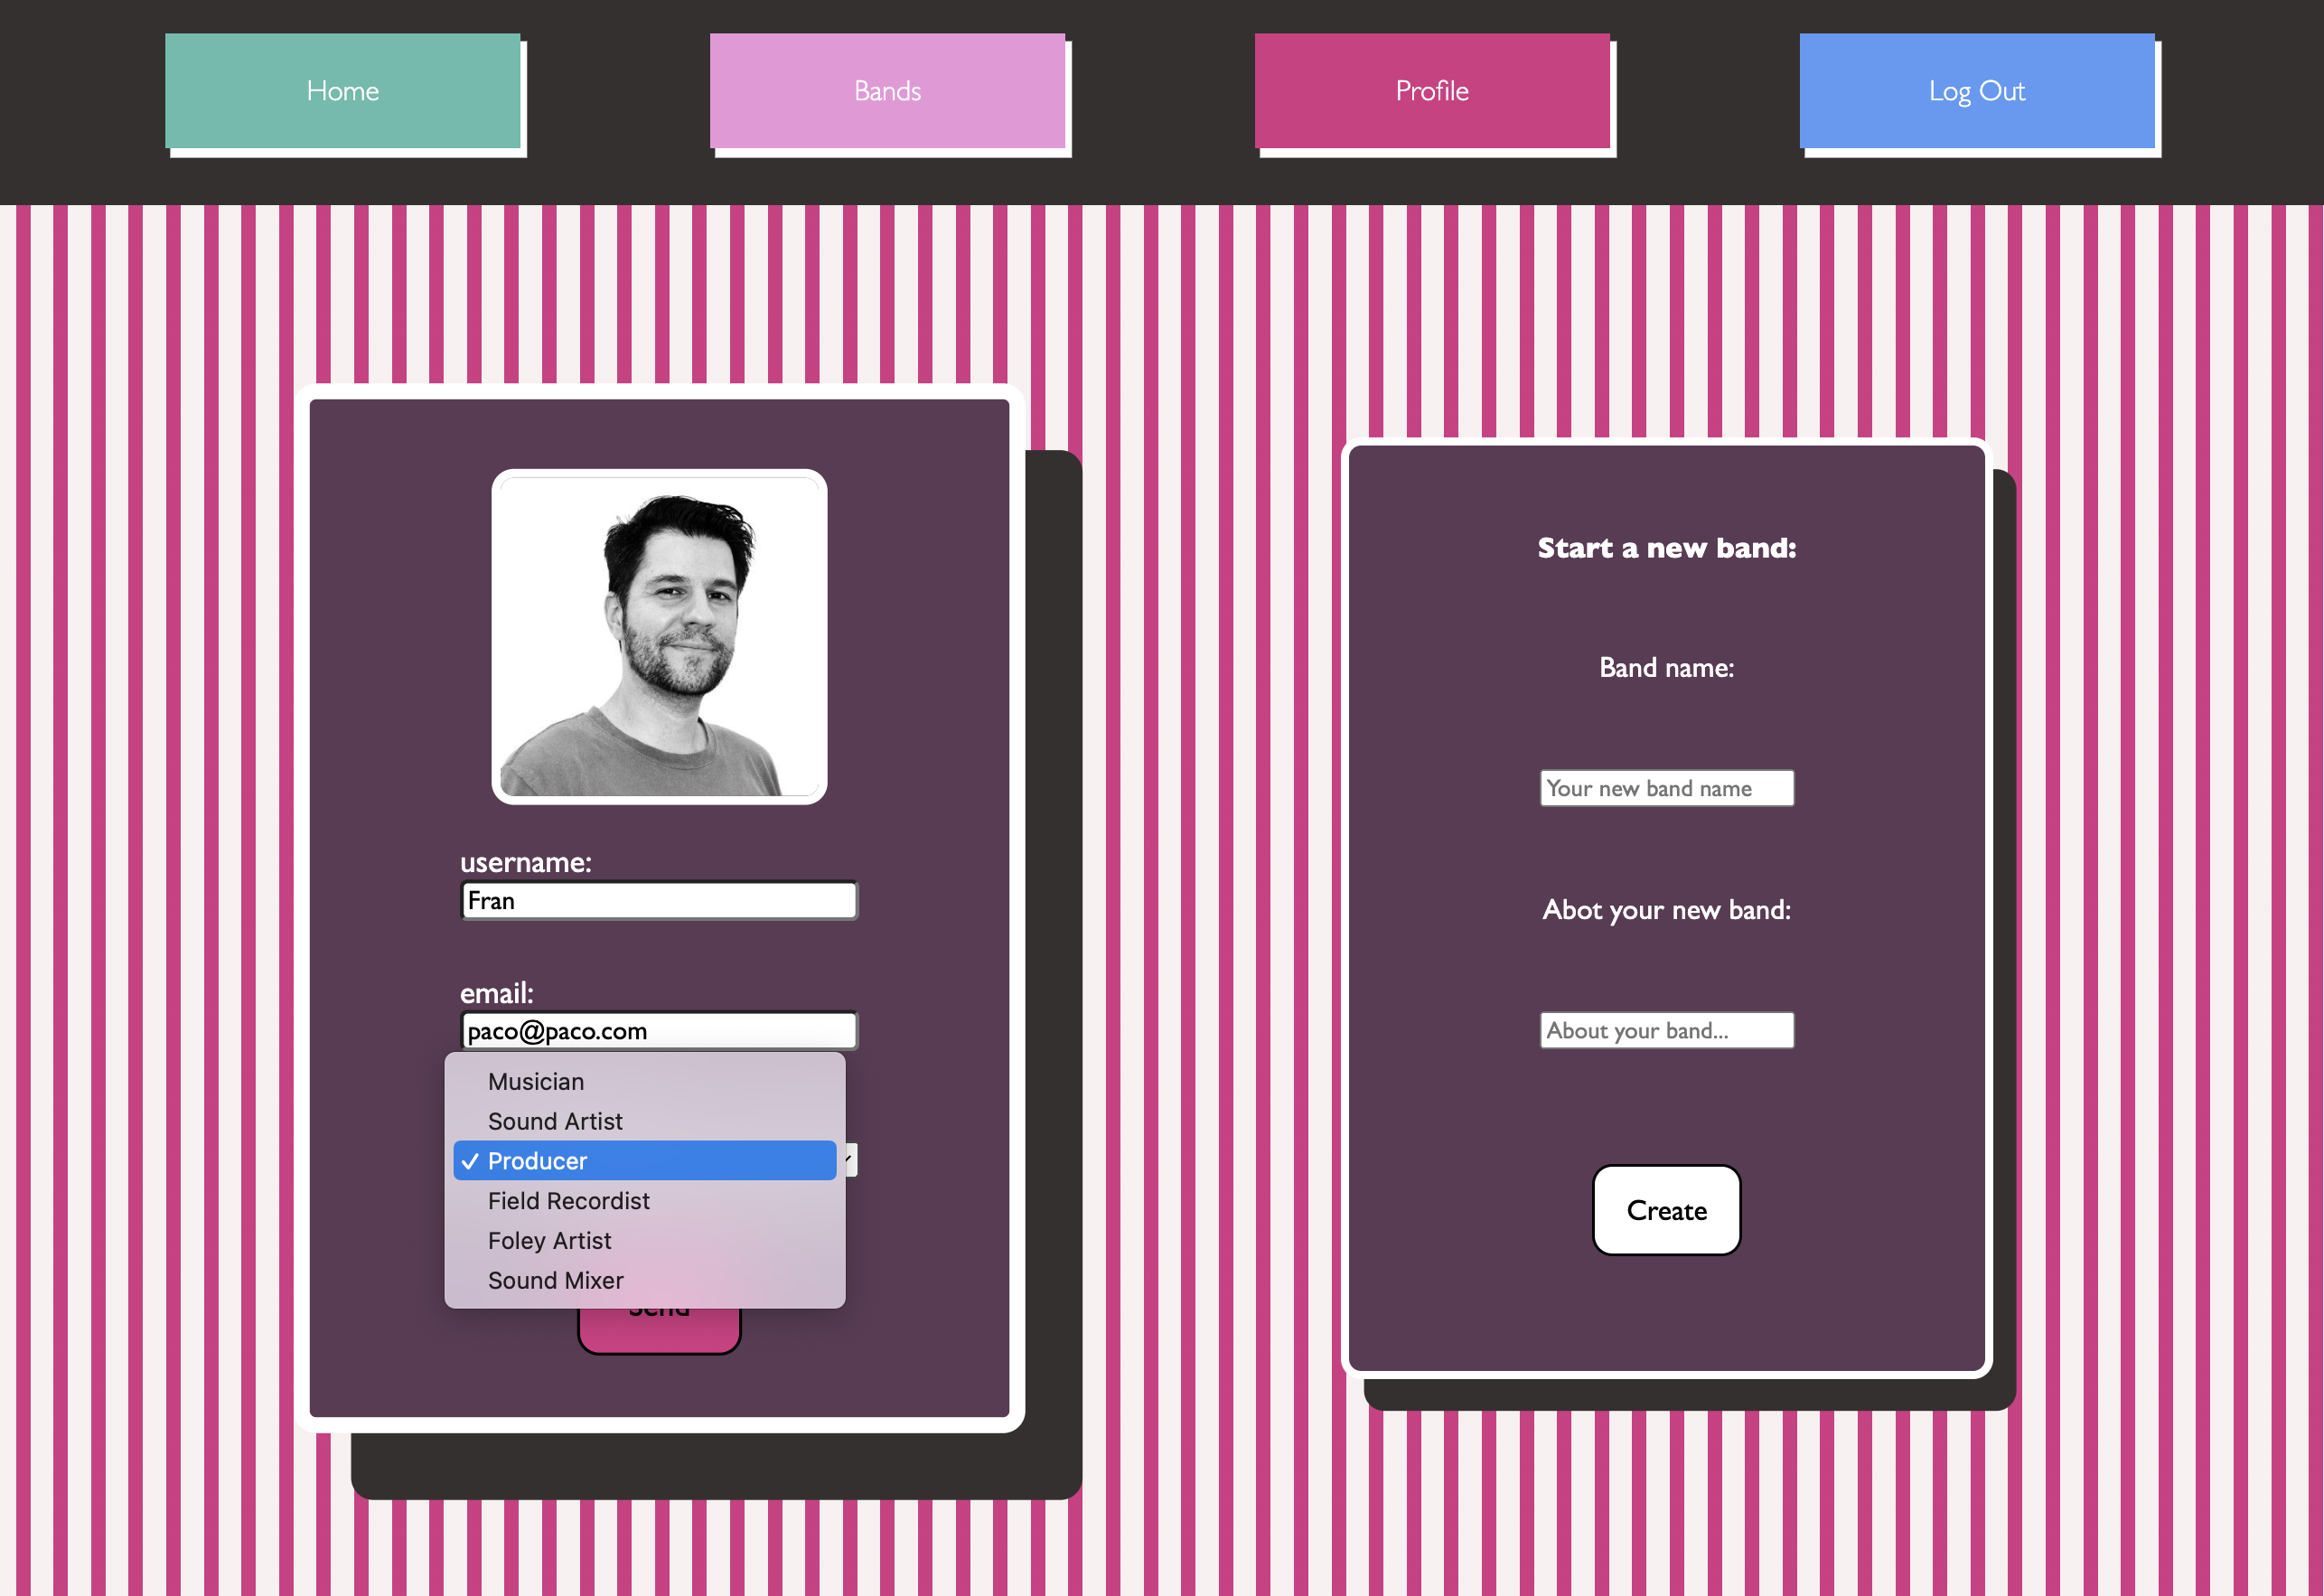 Home
Bands
Profile
Log Out
username:
Fran
email:
paco@paco.com
Musician
Sound Artist
✓ Producer
Field Recordist
Foley Artist
Sound Mixer
Send
Start a new band:
Band name:
Your new band name
Abot your new band:
About your band...
Create